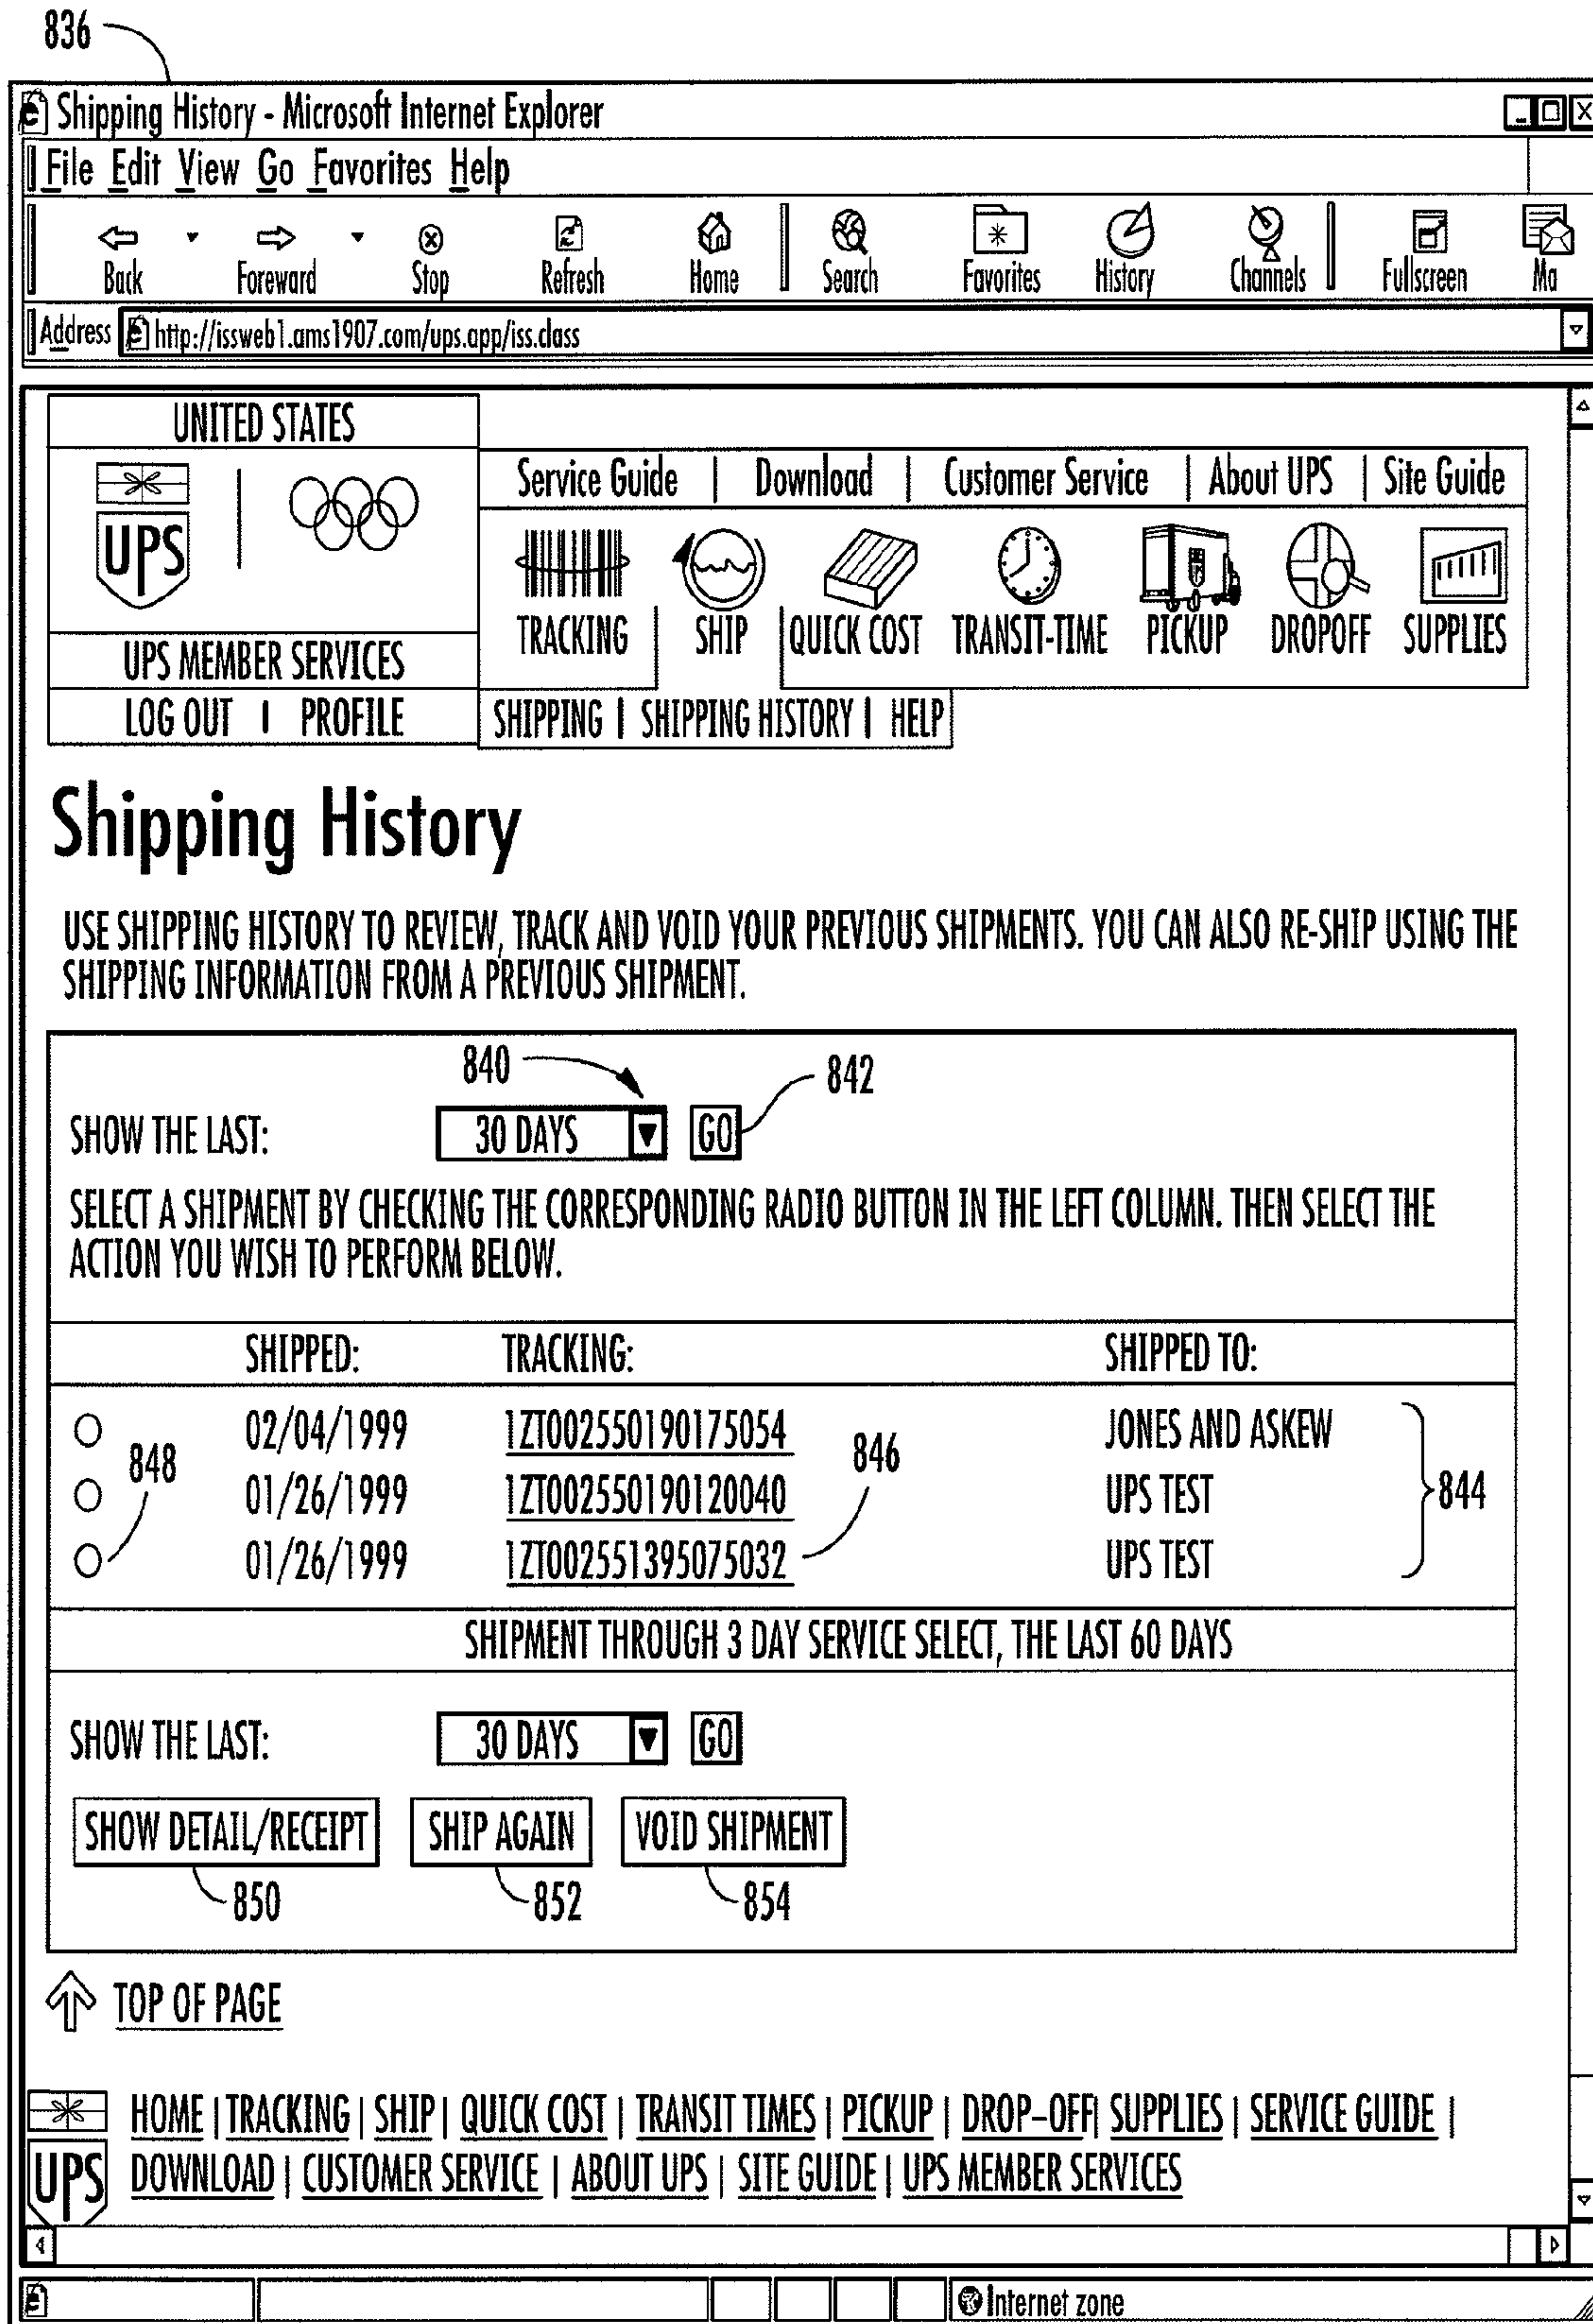 836
Shipping History - Microsoft Internet Explorer
File Edit View Go Favorites Help
Back Foreward Stop Refresh Home Search Favorites History Channels Fullscreen Ma
Address http://issweb1.ams1907.com/ups.app/iss.class
UNITED STATES
Service Guide | Download | Customer Service | About UPS | Site Guide
UPS
TRACKING SHIP QUICK COST TRANSIT-TIME PICKUP DROPOFF SUPPLIES
UPS MEMBER SERVICES
LOG OUT | PROFILE SHIPPING | SHIPPING HISTORY | HELP
Shipping History
USE SHIPPING HISTORY TO REVIEW, TRACK AND VOID YOUR PREVIOUS SHIPMENTS. YOU CAN ALSO RE-SHIP USING THE
SHIPPING INFORMATION FROM A PREVIOUS SHIPMENT.
840 842
SHOW THE LAST: 30 DAYS GO
SELECT A SHIPMENT BY CHECKING THE CORRESPONDING RADIO BUTTON IN THE LEFT COLUMN. THEN SELECT THE
ACTION YOU WISH TO PERFORM BELOW.
SHIPPED: TRACKING: SHIPPED TO:
02/04/1999 1ZT002550190175054 JONES AND ASKEW
848 846
01/26/1999 1ZT002550190120040 UPS TEST 844
01/26/1999 1ZT002551395075032 UPS TEST
SHIPMENT THROUGH 3 DAY SERVICE SELECT, THE LAST 60 DAYS
SHOW THE LAST: 30 DAYS GO
SHOW DETAIL/RECEIPT SHIP AGAIN VOID SHIPMENT
850 852 854
TOP OF PAGE
HOME | TRACKING | SHIP | QUICK COST | TRANSIT TIMES | PICKUP | DROP-OFF | SUPPLIES | SERVICE GUIDE |
UPS DOWNLOAD | CUSTOMER SERVICE | ABOUT UPS | SITE GUIDE | UPS MEMBER SERVICES
Internet zone